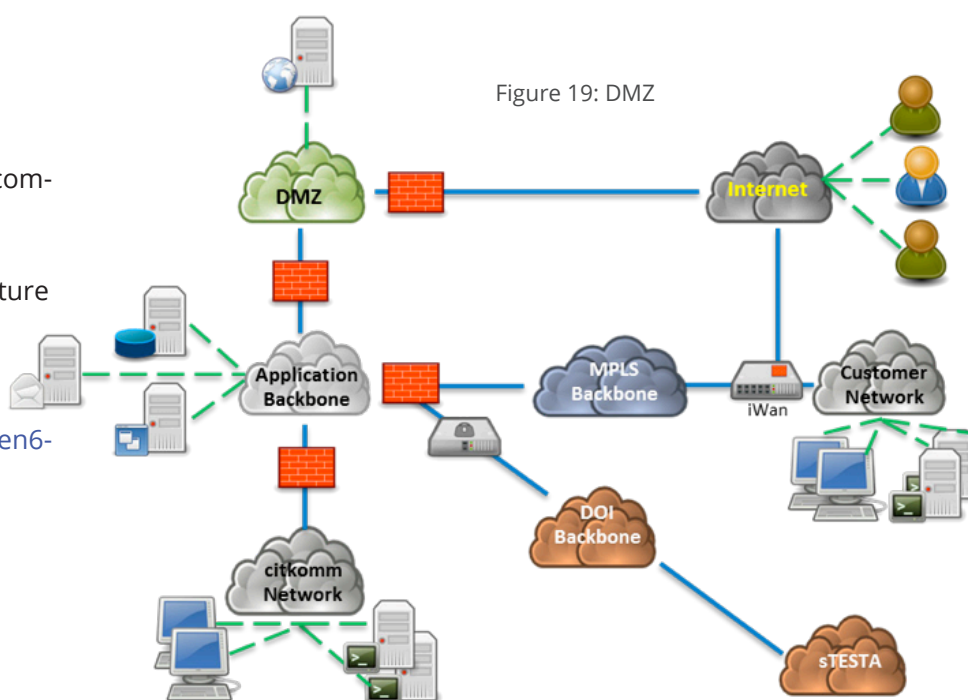 Figure 19: DMZ
com-
DMZ
Internet
ture
Application
Backbone
MPLS
Backbone
iWan
Customer
Network
en6-
DOI
Backbone
citkomm
Network
sTESTA